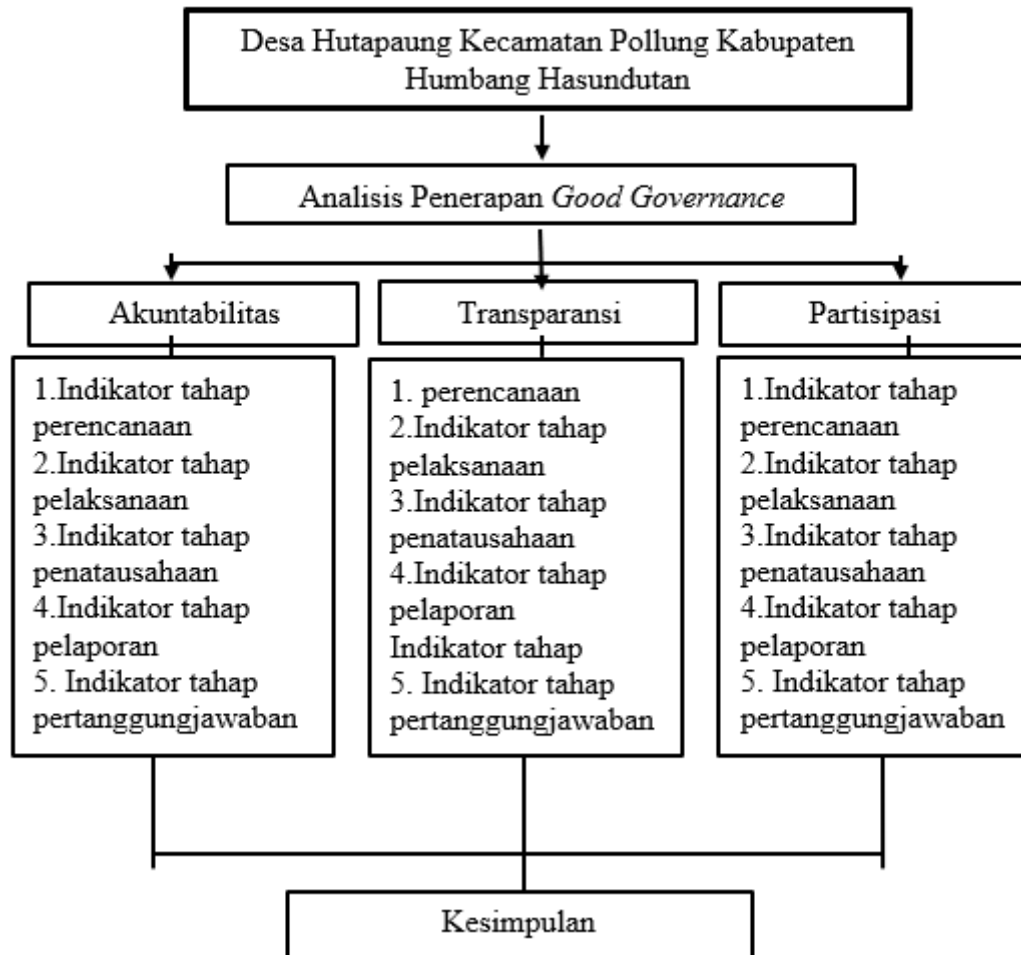 Desa Hutapaung Kecamatan Pollung Kabupaten
Humbang Hasundutan
Analisis Penerapan Good Governance
Akuntabilitas
1.Indikator tahap
perencanaan
2.Indikator tahap
pelaksanaan
3.Indikator tahap
penatausahaan
4.Indikator tahap
pelaporan
5. Indikator tahap
pertanggungjawaban
Transparansi
1. perencanaan
2.Indikator tahap
pelaksanaan
3.Indikator tahap
penatausahaan
4.Indikator tahap
pelaporan
Indikator tahap
5. Indikator tahap
pertanggungjawaban
Partisipasi
1.Indikator tahap
perencanaan
2.Indikator tahap
pelaksanaan
3.Indikator tahap
penatausahaan
4.Indikator tahap
pelaporan
5. Indikator tahap
pertanggungjawaban
Kesimpulan